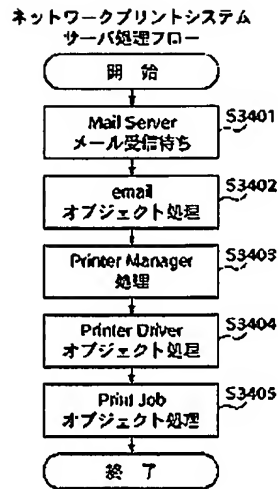 ネットワークプリントシステム
サーバ処理フロー
開 始
Mail Server
メール受信待ち
S3401
email
オブジェクト処理
S3402
Printer Manager
処理
S3403
Printer Driver
オブジェクト処理
S3404
Print Job
オブジェクト処理
S3405
終 了